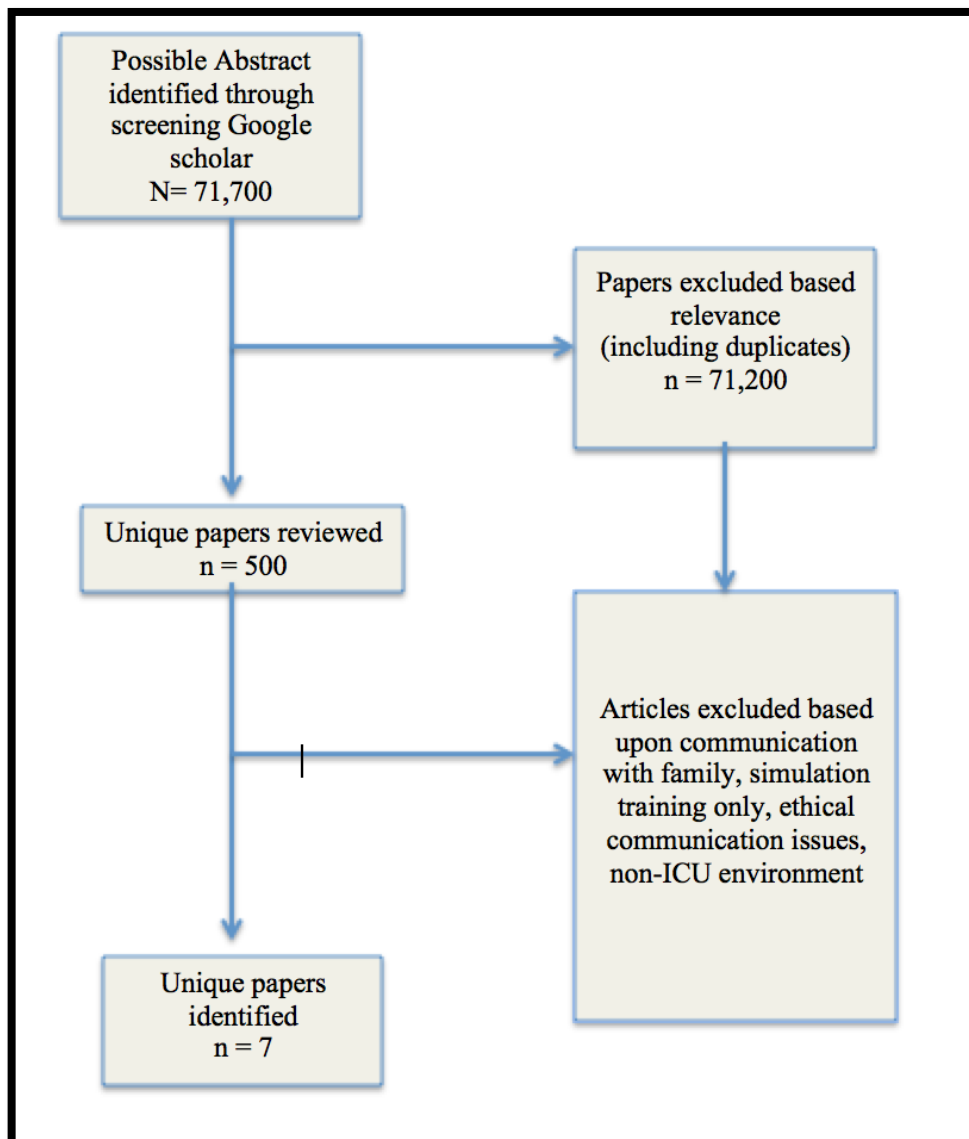 Possible Abstract
identified through
screening Google
scholar
N= 71,700
Papers excluded based
relevance
(including duplicates)
n = 71,200
Unique papers reviewed
n = 500
Articles excluded based
upon communication
with family, simulation
training only, ethical
communication issues,
non-ICU environment
Unique papers
identified
n = 7